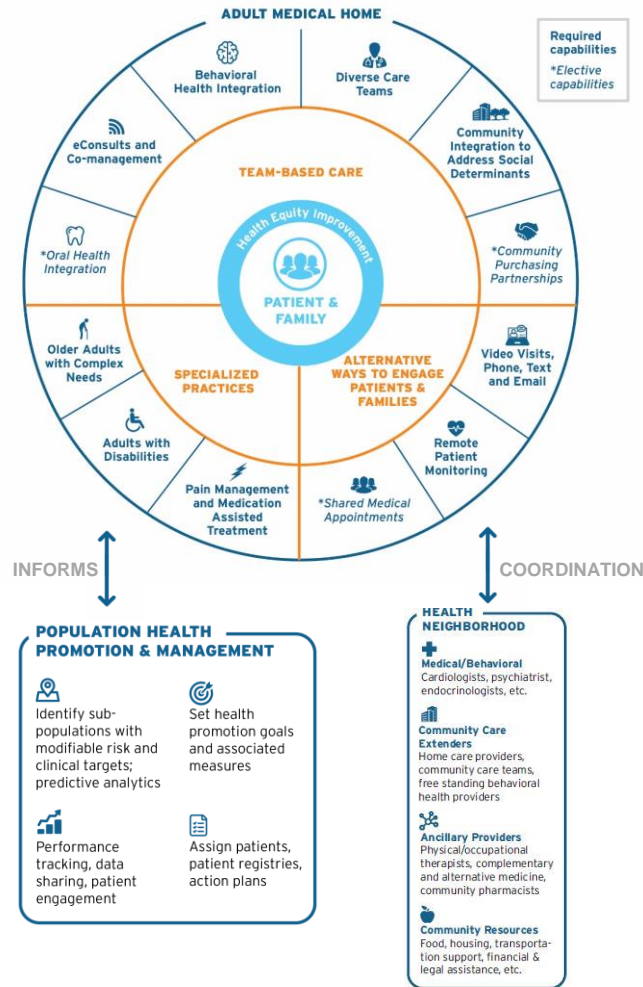 ADULT MEDICAL HOME
Required
capabilities
*Elective
capabilities
Behavioral
Health Integration
Diverse Care
Teams
eConsults and
Co-management
Community
Integration to
Address Social
Determinants
TEAM-BASED CARE
*Oral Health
Integration
*Community
Purchasing
Partnerships
Health Equity Improvement
PATIENT &
FAMILY
Older Adults
with Complex
Needs
SPECIALIZED
PRACTICES
ALTERNATIVE
WAYS TO ENGAGE
PATIENTS &
FAMILIES
Video Visits,
Phone, Text
and Email
Adults with
Disabilities
Remote
Patient
Monitoring
Pain Management
and Medication
Assisted
Treatment
*Shared Medical
Appointments
INFORMS
COORDINATION
POPULATION HEALTH
PROMOTION & MANAGEMENT
Identify sub-
populations with
modifiable risk and
clinical targets;
predictive analytics
Set health
promotion goals
and associated
measures
Performance
tracking, data
sharing, patient
engagement
Assign patients,
patient registries,
action plans
HEALTH
NEIGHBORHOOD
Medical/Behavioral
Cardiologists, psychiatrist,
endocrinologists, etc.
Community Care
Extenders
Home care providers,
community care teams,
free standing behavioral
health providers
Ancillary Providers
Physical/occupational
therapists, complementary
and alternative medicine,
community pharmacists
Community Resources
Food, housing, transporta-
tion support, financial &
legal assistance, etc.